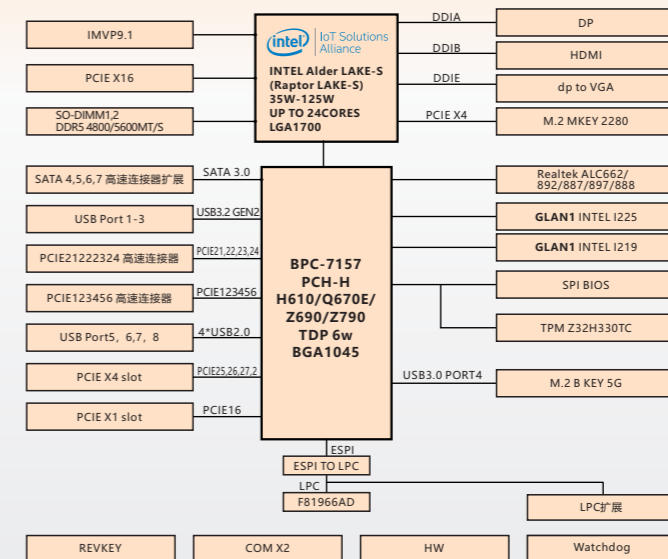 IMVP9.1
PCIE X16
SO-DIMM1,2
DDR5 4800/5600MT/S
intel
IoT Solutions
Alliance
INTEL Alder LAKE-S
(Raptor LAKE-S)
35W-125W
UP TO 24CORES
LGA1700
DDIA
DP
DDIB
HDMI
DDIE
dp to VGA
PCIE X4
M.2 MKEY 2280
SATA 4,5,6,7 高速连接器扩展
SATA 3.0
USB Port 1-3
USB3.2 GEN2
PCIE21222324 高速连接器
PCIE21,22,23,24
PCIE123456 高速连接器
PCIE123456
USB Port5，6,7，8
4*USB2.0
PCIE X4 slot
PCIE25,26,27,2
PCIE X1 slot
PCIE16
BPC-7157
PCH-H
H610/Q670E/
Z690/Z790
TDP 6w
BGA1045
Realtek ALC662/
892/887/897/888
GLAN1 INTEL I225
GLAN1 INTEL I219
SPI BIOS
TPM Z32H330TC
USB3.0 PORT4
M.2 B KEY 5G
ESPI
ESPI TO LPC
LPC
F81966AD
LPC扩展
REVKEY
COM X2
HW
Watchdog